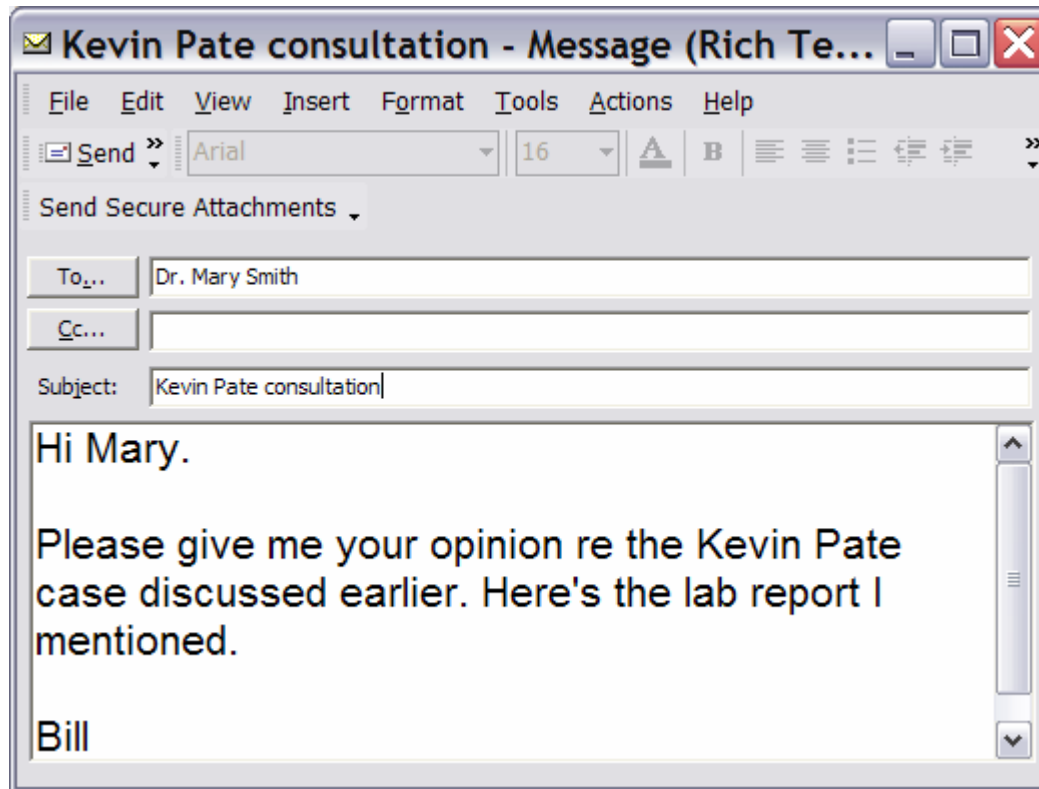 Kevin Pate consultation - Message (Rich Te...
File Edit View Insert Format Tools Actions Help
Send Arial 16 A B
Send Secure Attachments
To... Dr. Mary Smith
Cc...
Subject: Kevin Pate consultation
Hi Mary.
Please give me your opinion re the Kevin Pate
case discussed earlier. Here's the lab report I
mentioned.
Bill